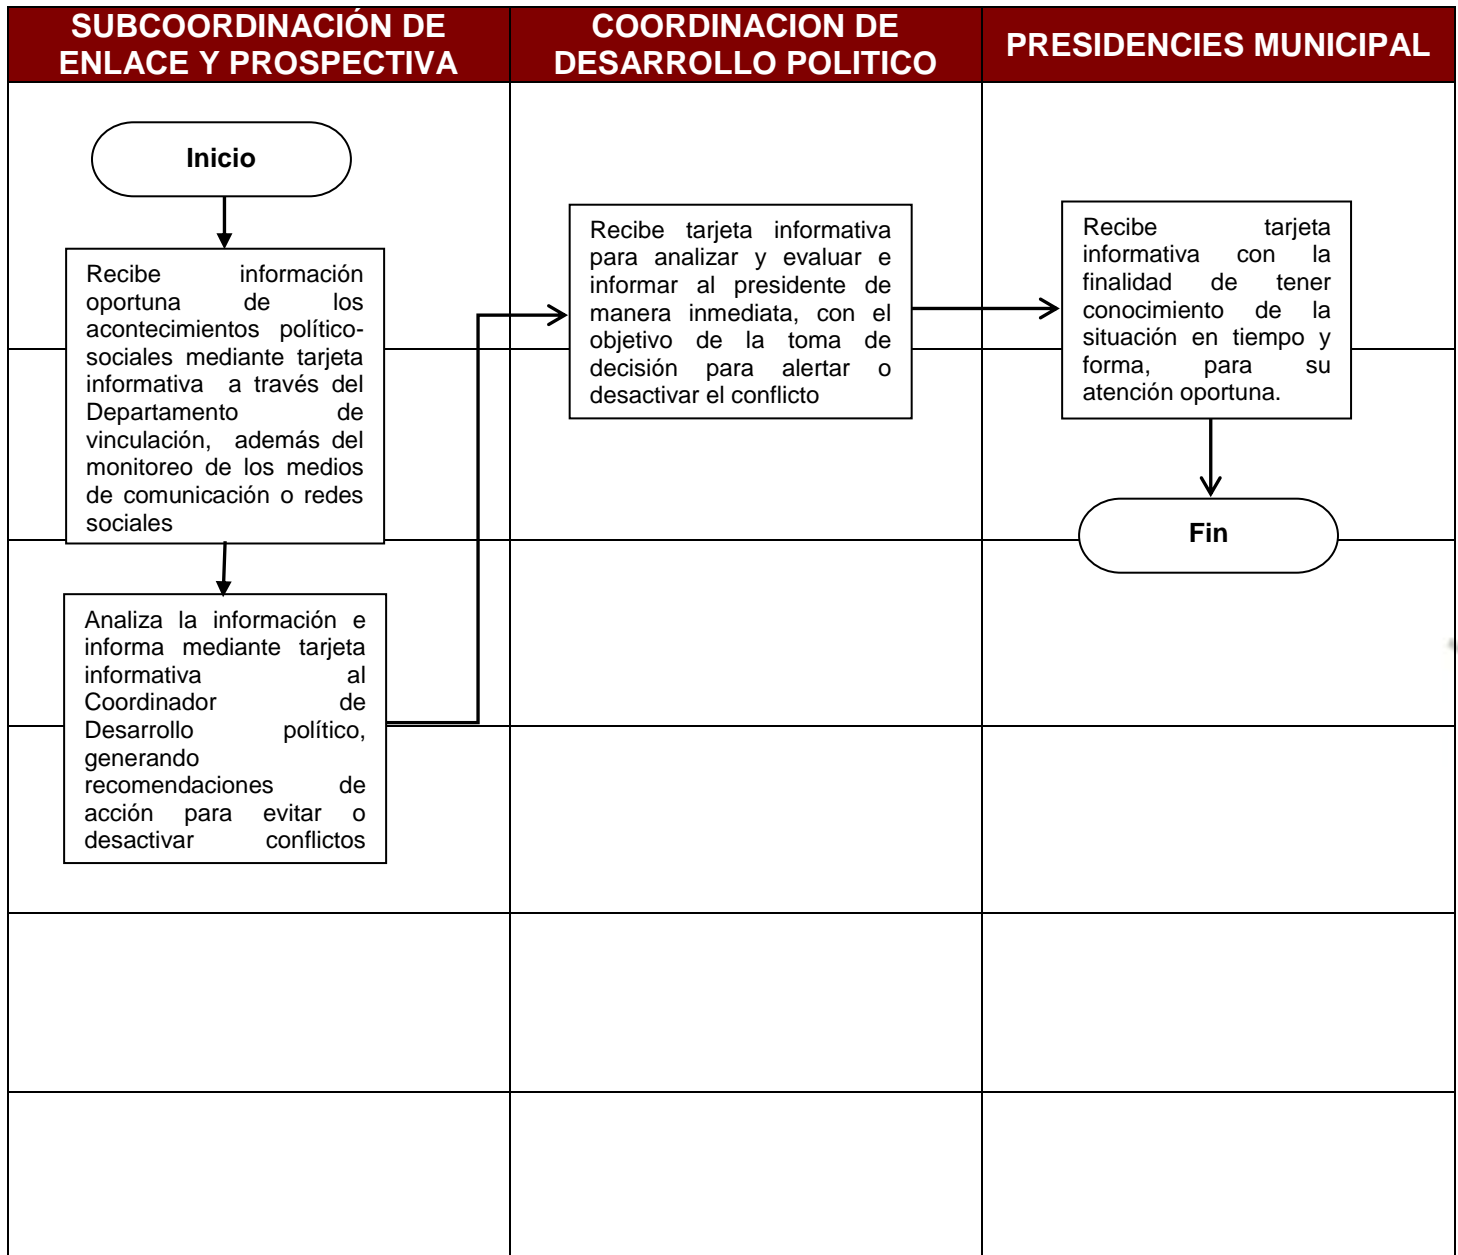 SUBCOORDINACIÓN DE
ENLACE Y PROSPECTIVA
COORDINACION DE
DESARROLLO POLITICO
PRESIDENCIES MUNICIPAL
Inicio
Recibe información
oportuna de los
acontecimientos político-
sociales mediante tarjeta
informativa a través del
Departamento de
vinculación, además del
monitoreo de los medios
de comunicación o redes
sociales
Analiza la información e
informa mediante tarjeta
informativa al
Coordinador de
Desarrollo político,
generando
recomendaciones de
acción para evitar o
desactivar conflictos
Recibe tarjeta informativa
para analizar y evaluar e
informar al presidente de
manera inmediata, con el
objetivo de la toma de
decisión para alertar o
desactivar el conflicto
Recibe tarjeta
informativa con la
finalidad de tener
conocimiento de la
situación en tiempo y
forma, para su
atención oportuna.
Fin